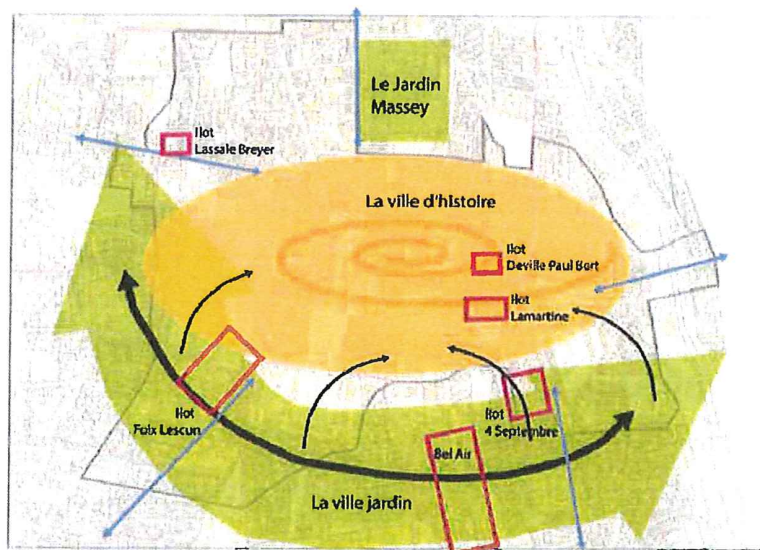 Le Jardin
Massey
Ilot
Lassale Breyer
La ville d'histoire
Ilot
Deville Paul Bert
Ilot
Lamartine
Ilot
Foix Lescun
Ilot
4 Septembre
Bel Air
La ville jardin